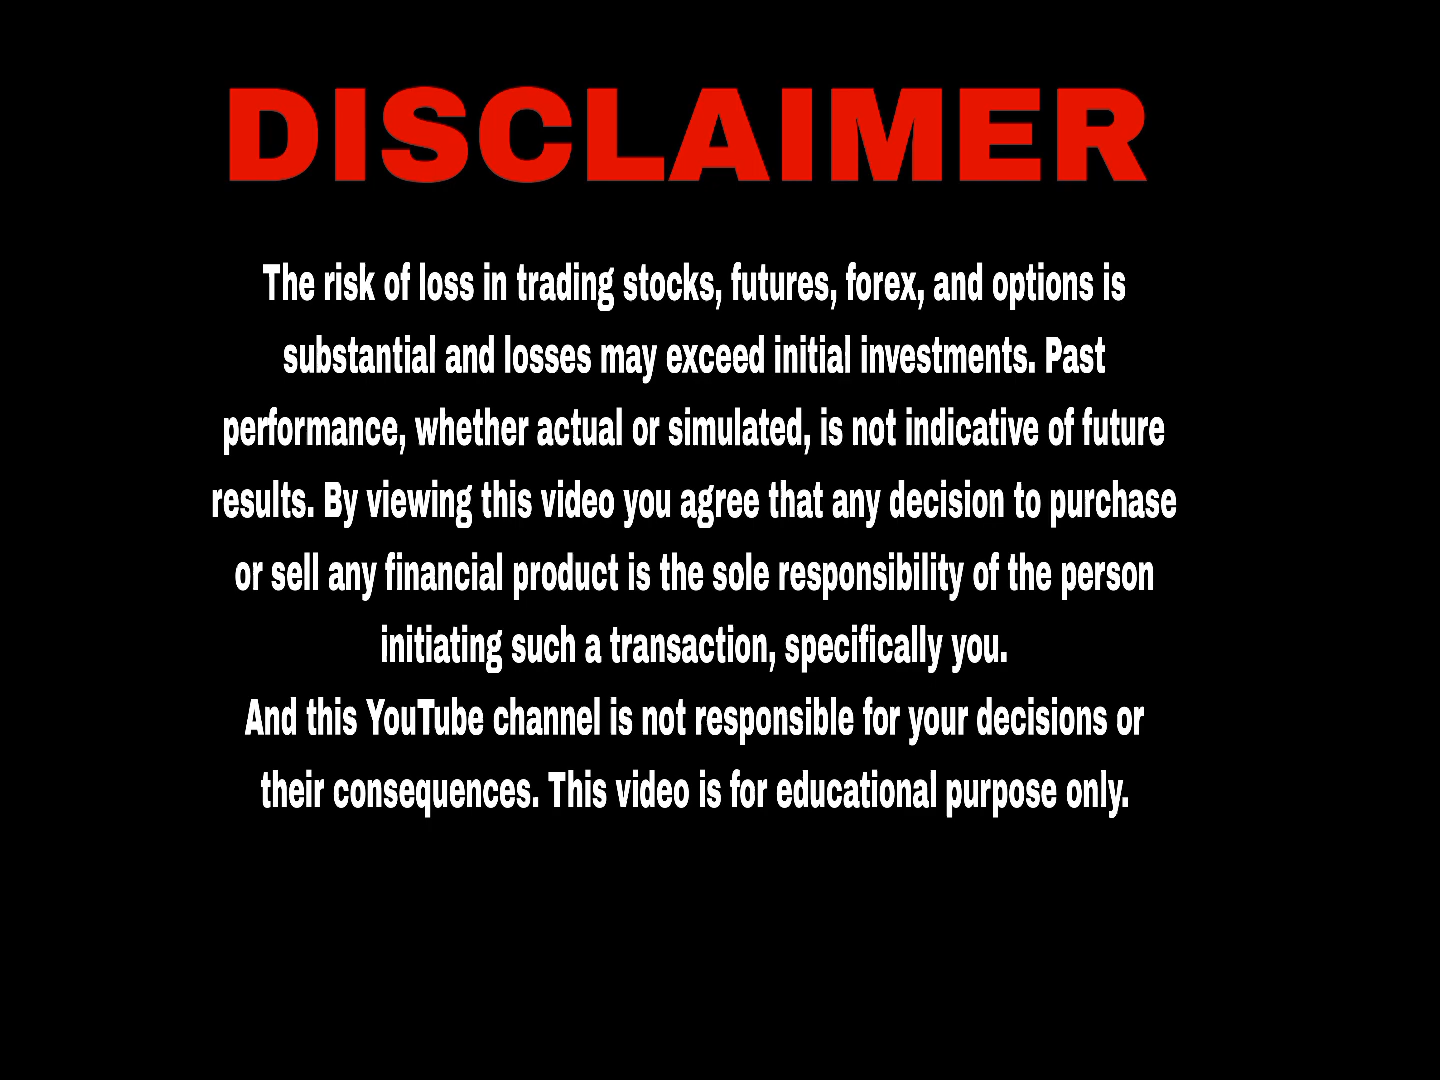 DISCLAIMER
The risk of loss in trading stocks, futures, forex, and options is
substantial and losses may exceed initial investments. Past
performance, whether actual or simulated, is not indicative of future
results. By viewing this video you agree that any decision to purchase
or sell any financial product is the sole responsibility of the person
initiating such a transaction, specifically you.
And this YouTube channel is not responsible for your decisions or
their consequences. This video is for educational purpose only.